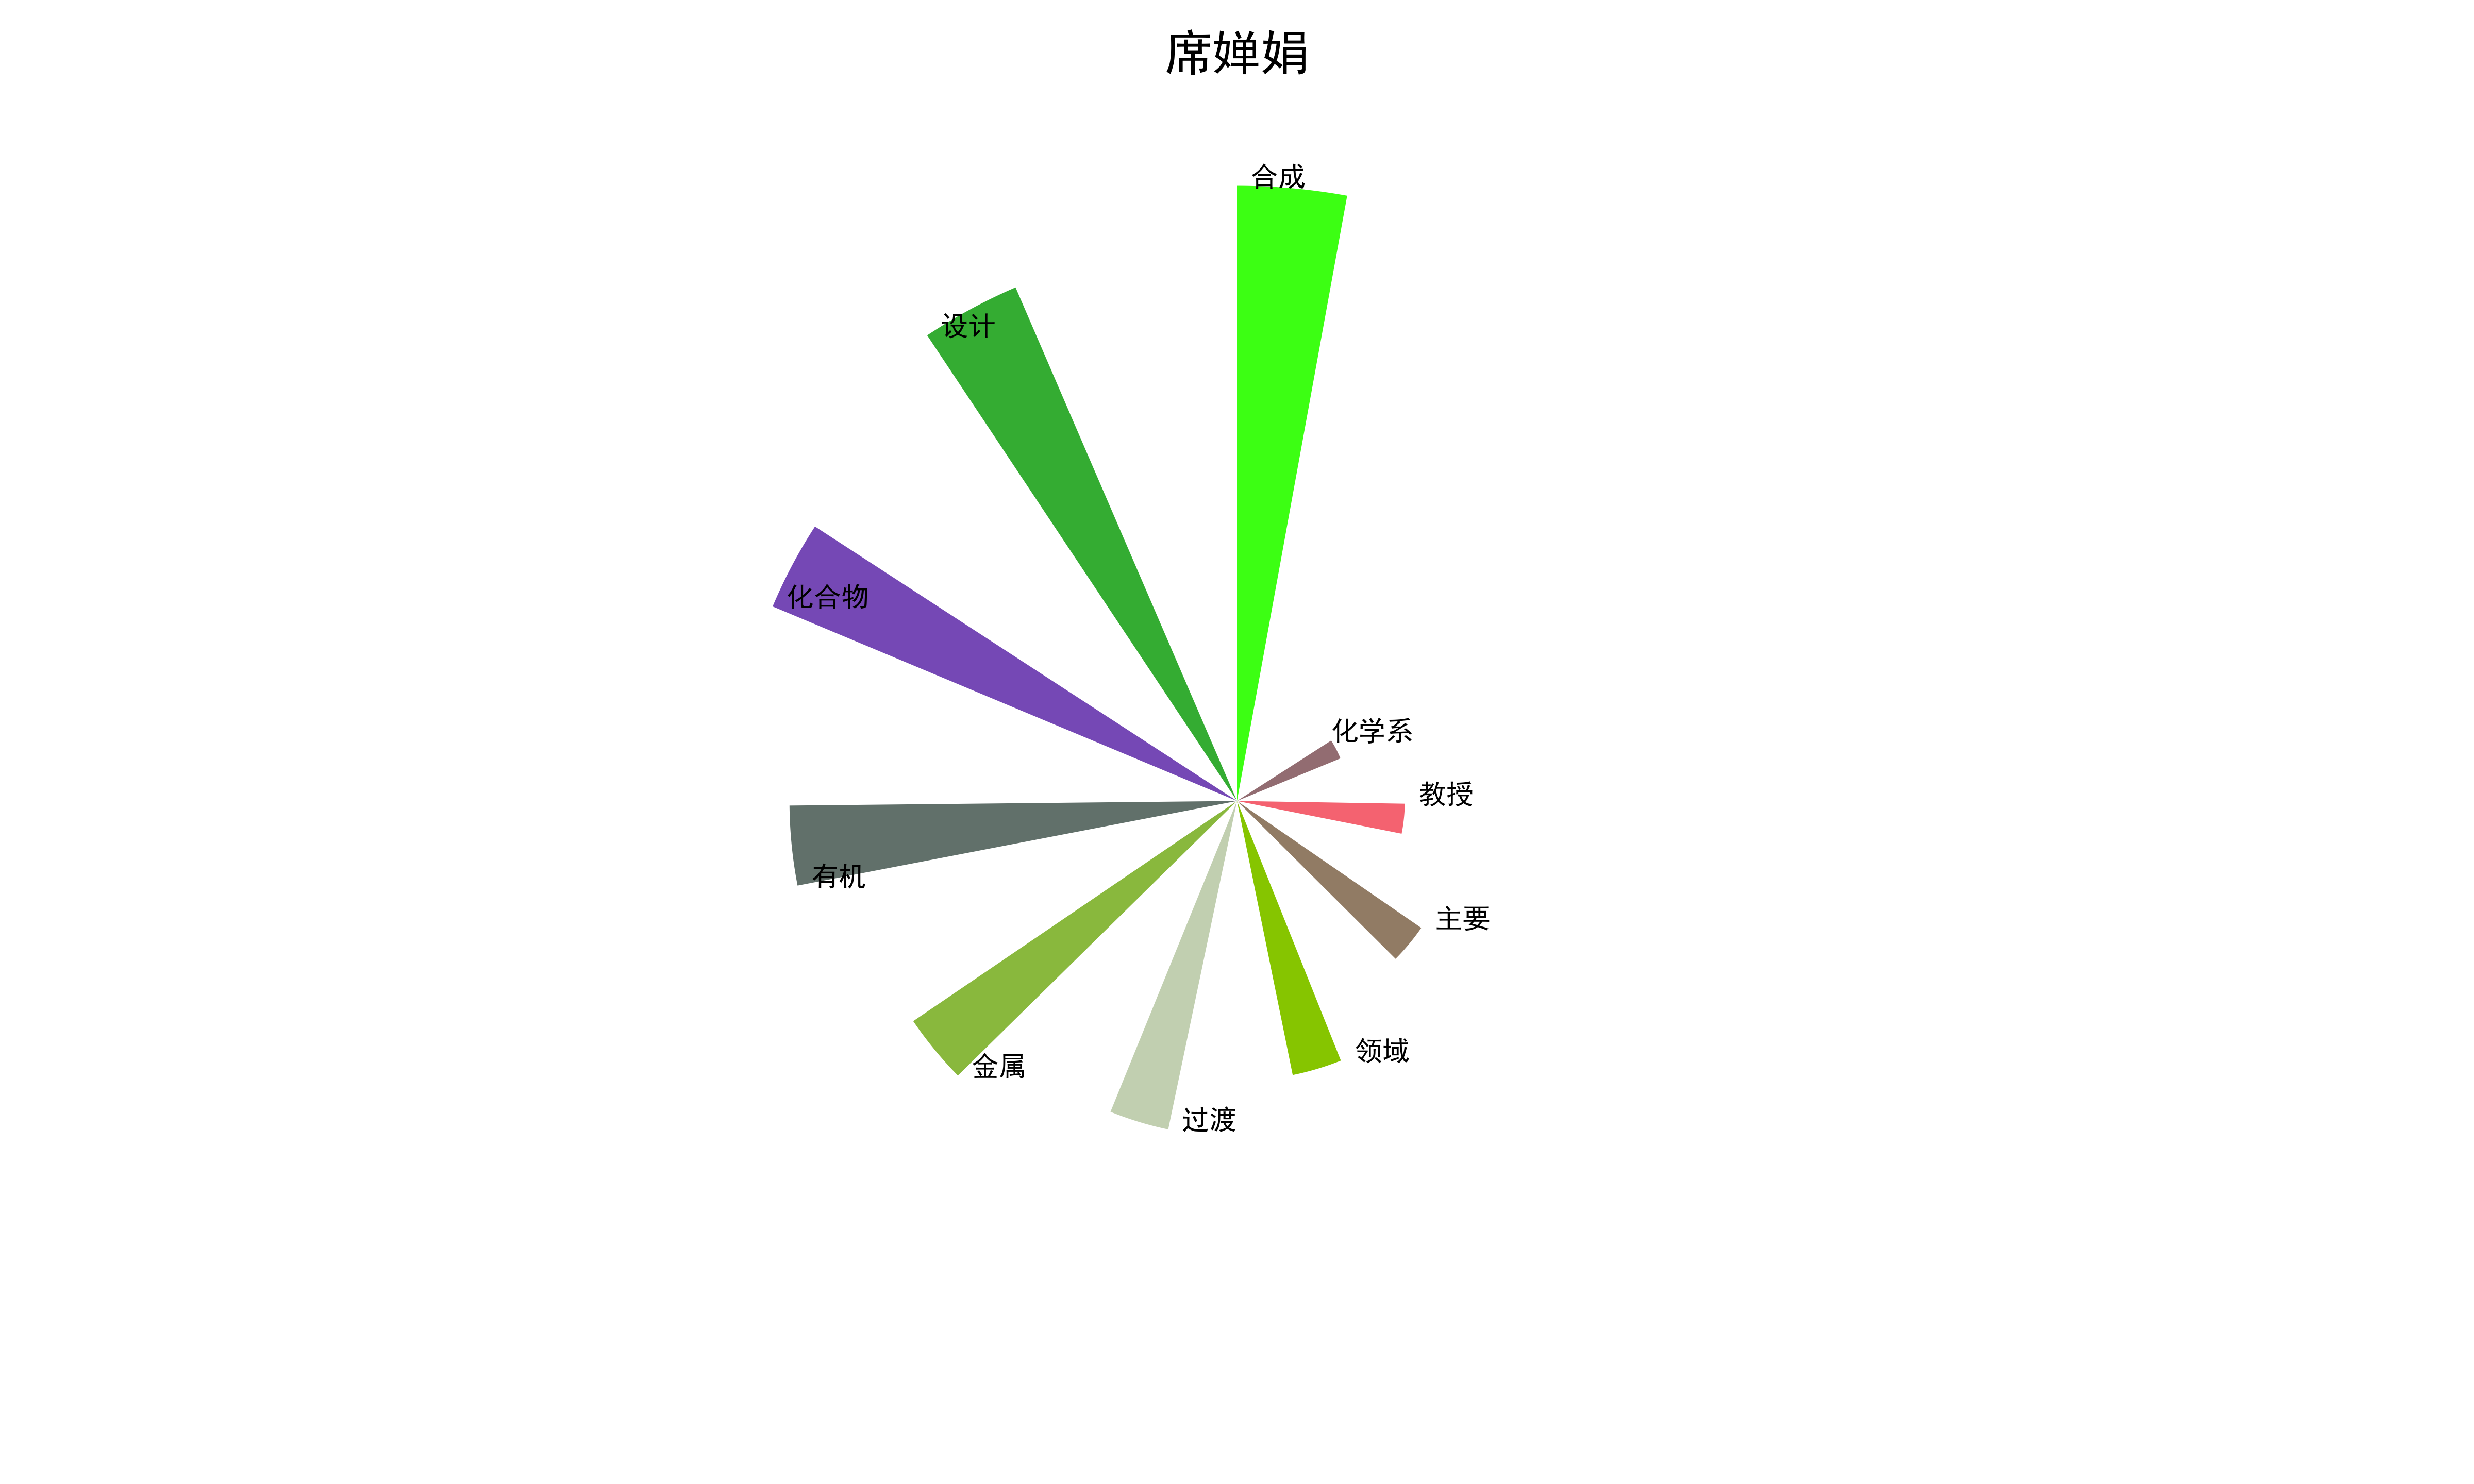 席婵娟
合成
设计
化合物
化学系
教授
有机
主要
领域
金属
过渡